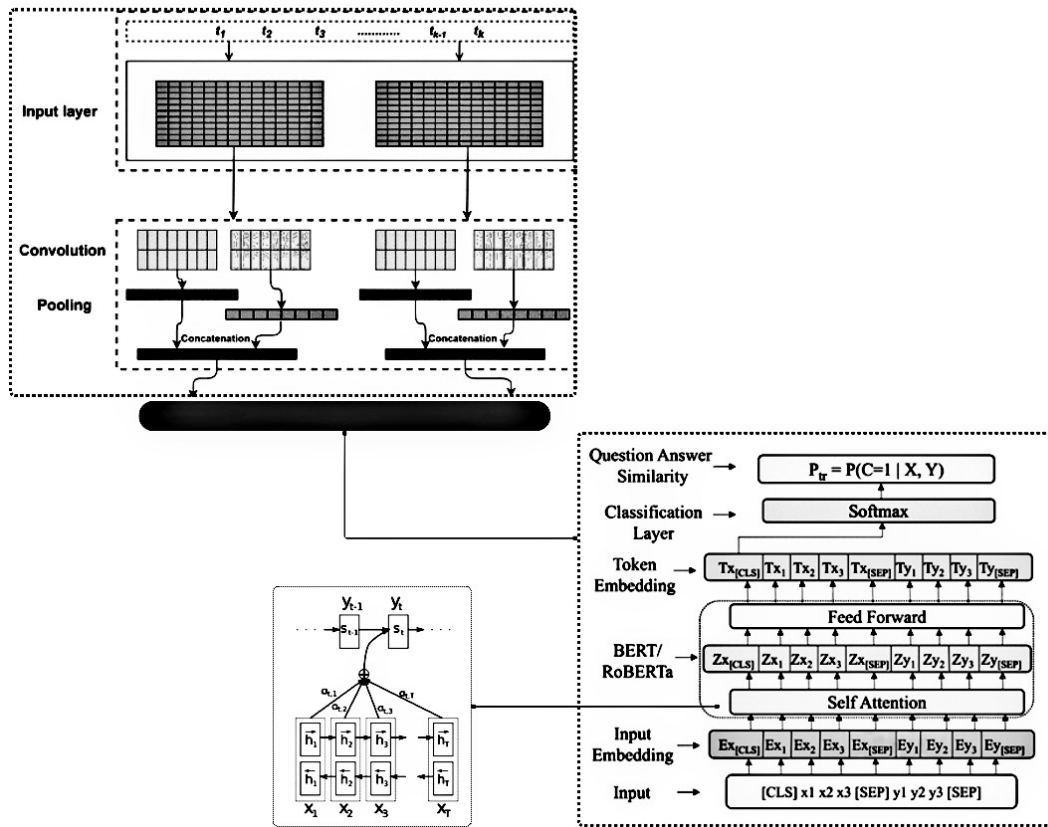 t1 t2 t3 ............ tk-1 tk
Input layer
Convolution
Pooling
Concatenation Concatenation
Question Answer
Similarity
Ptr = P(C=1 | X, Y)
Classification
Layer
Softmax
Token
Embedding
Tx[CLS] Tx1 Tx2 Tx3 Tx[SEP] Ty1 Ty2 Ty3 Ty[SEP]
Feed Forward
BERT/
RoBERTa
Zx[CLS] Zx1 Zx2 Zx3 Zx[SEP] Zy1 Zy2 Zy3 Zy[SEP]
Self Attention
Input
Embedding
Ex[CLS] Ex1 Ex2 Ex3 Ex[SEP] Ey1 Ey2 Ey3 Ey[SEP]
Input
[CLS] x1 x2 x3 [SEP] y1 y2 y3 [SEP]
yt-1 yt
st-1 st
αt,1 αt,2 αt,3 αt,T
h1 h2 h3 hT
h1 h2 h3 hT
X1 X2 X3 XT